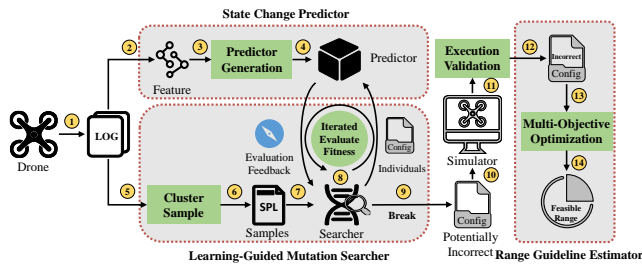 State Change Predictor
2
3
4
Predictor
Generation
Predictor
Feature
Execution
Validation
12
Incorrect
Config
1
LOG
Drone
11
13
Iterated
Evaluate
Fitness
Evaluation
Feedback
Config
Individuals
8
Simulator
Multi-Objective
Optimization
5
Cluster
Sample
6
SPL
Samples
7
Searcher
9
Break
10
Config
Potentially
Incorrect
14
Feasible
Range
Learning-Guided Mutation Searcher
Range Guideline Estimator